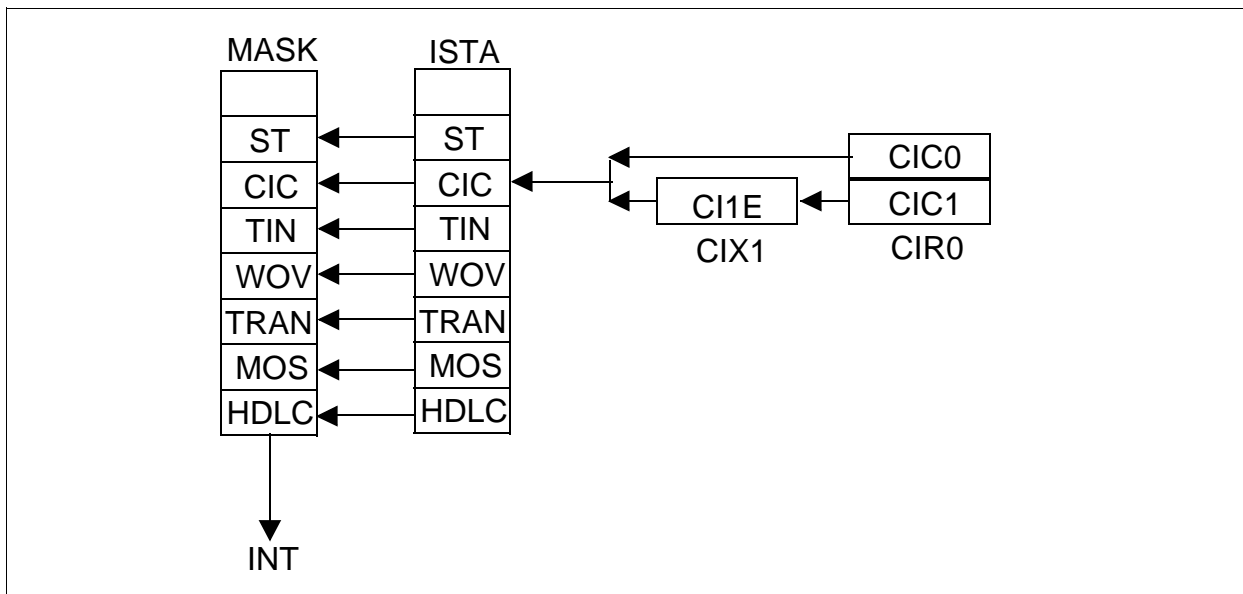 MASK ISTA
ST ST CIC0
CIC CIC CI1E CIC1
TIN TIN CIX1 CIR0
WOV WOV
TRAN TRAN
MOS MOS
HDLC HDLC
INT